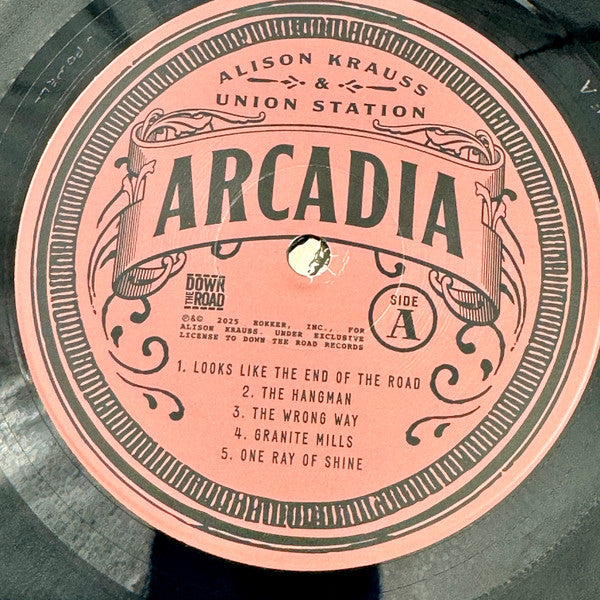 ALISON KRAUSS
&
UNION STATION
ARCADIA
DOWN
THE ROAD
SIDE
A
℗&© 2025 HOKKER, INC., FOR
ALISON KRAUSS. UNDER EXCLUSIVE
LICENSE TO DOWN THE ROAD RECORDS
1. LOOKS LIKE THE END OF THE ROAD
2. THE HANGMAN
3. THE WRONG WAY
4. GRANITE MILLS
5. ONE RAY OF SHINE